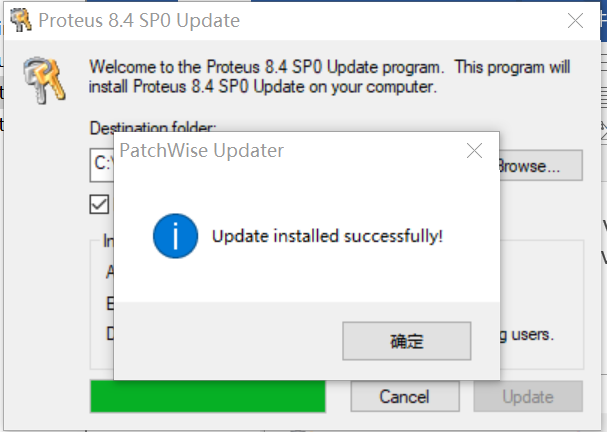 Proteus 8.4 SP0 Update
Welcome to the Proteus 8.4 SP0 Update program. This program will
install Proteus 8.4 SP0 Update on your computer.
Destination folder:
C:\
Browse...
PatchWise Updater
Update installed successfully!
users.
确定
Cancel
Update